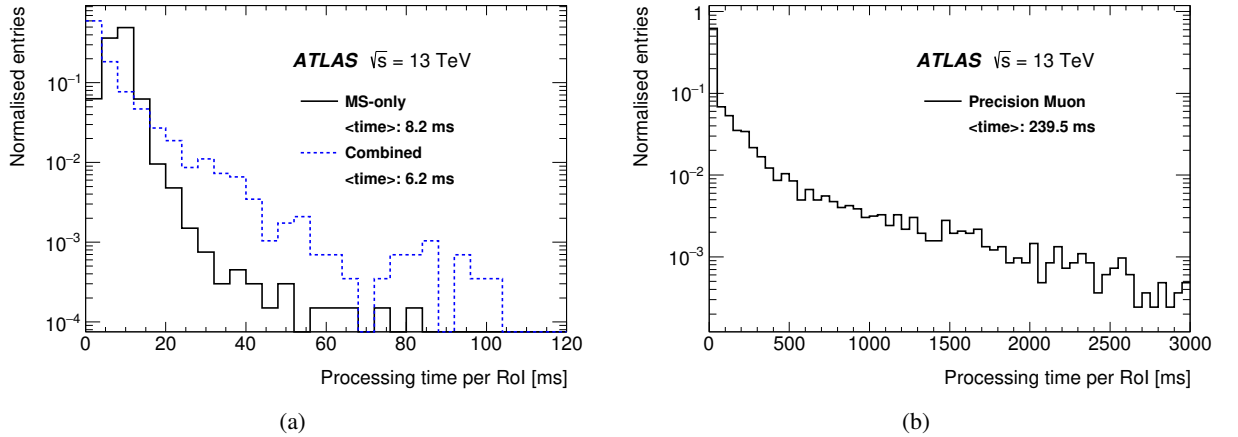 Normalised entries
10⁻¹
10⁻²
10⁻³
10⁻⁴
ATLAS √s = 13 TeV
MS-only
<time>: 8.2 ms
Combined
<time>: 6.2 ms
0 20 40 60 80 100 120
Processing time per RoI [ms]
(a)
Normalised entries
1
10⁻¹
10⁻²
10⁻³
ATLAS √s = 13 TeV
Precision Muon
<time>: 239.5 ms
0 500 1000 1500 2000 2500 3000
Processing time per RoI [ms]
(b)